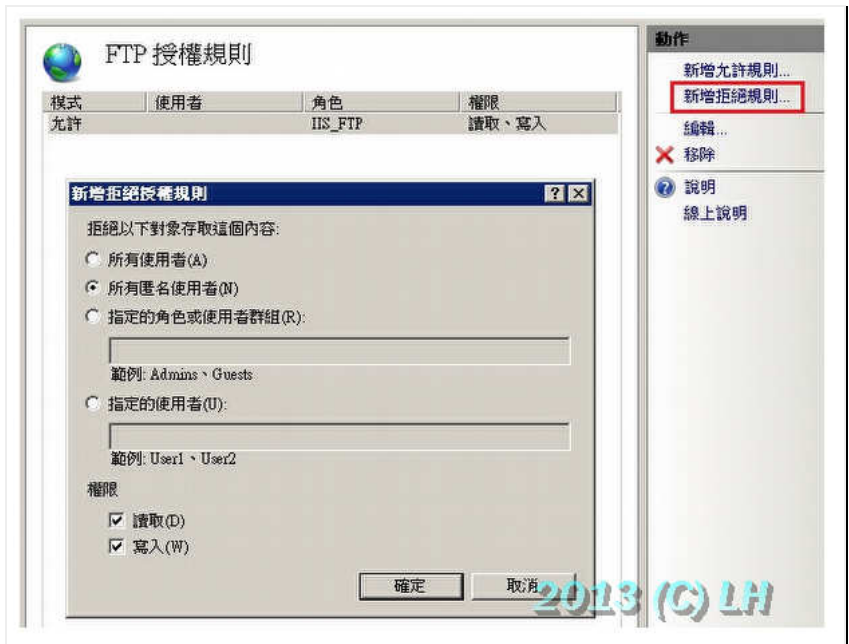 FTP 授權規則
模式 使用者 角色 權限
允許 IIS_FTP 讀取、寫入
新增拒絕授權規則
拒絕以下對象存取這個內容:
所有使用者(A)
所有匿名使用者(N)
指定的角色或使用者群組(R):
範例: Admins、Guests
指定的使用者(U):
範例: User1、User2
權限
讀取(D)
寫入(W)
確定 取消
動作
新增允許規則...
新增拒絕規則...
編輯...
移除
說明
線上說明
2013 (C) LH